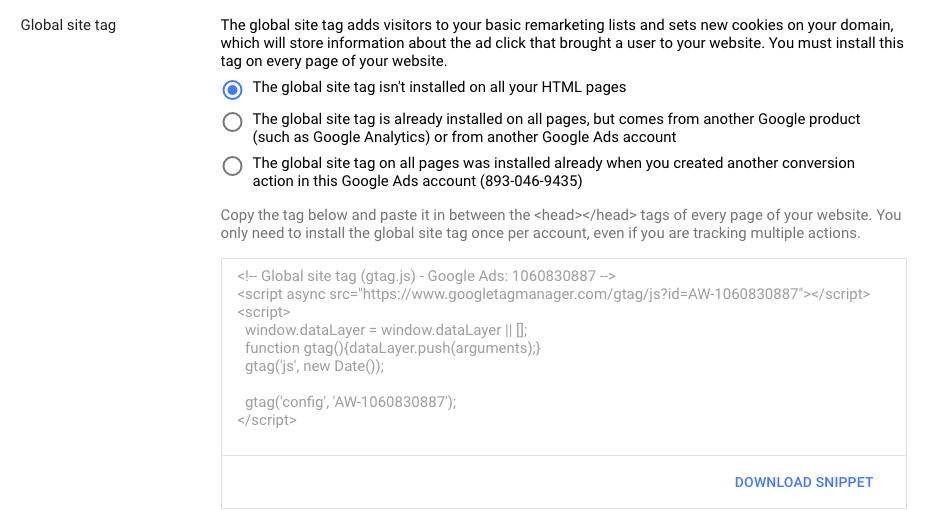 Global site tag
The global site tag adds visitors to your basic remarketing lists and sets new cookies on your domain,
which will store information about the ad click that brought a user to your website. You must install this
tag on every page of your website.
The global site tag isn't installed on all your HTML pages
The global site tag is already installed on all pages, but comes from another Google product
(such as Google Analytics) or from another Google Ads account
The global site tag on all pages was installed already when you created another conversion
action in this Google Ads account (893-046-9435)
Copy the tag below and paste it in between the <head></head> tags of every page of your website. You
only need to install the global site tag once per account, even if you are tracking multiple actions.
<!-- Global site tag (gtag.js) - Google Ads: 1060830887 -->
<script async src="https://www.googletagmanager.com/gtag/js?id=AW-1060830887"></script>
<script>
  window.dataLayer = window.dataLayer || [];
  function gtag(){dataLayer.push(arguments);}
  gtag('js', new Date());

  gtag('config', 'AW-1060830887');
</script>
DOWNLOAD SNIPPET